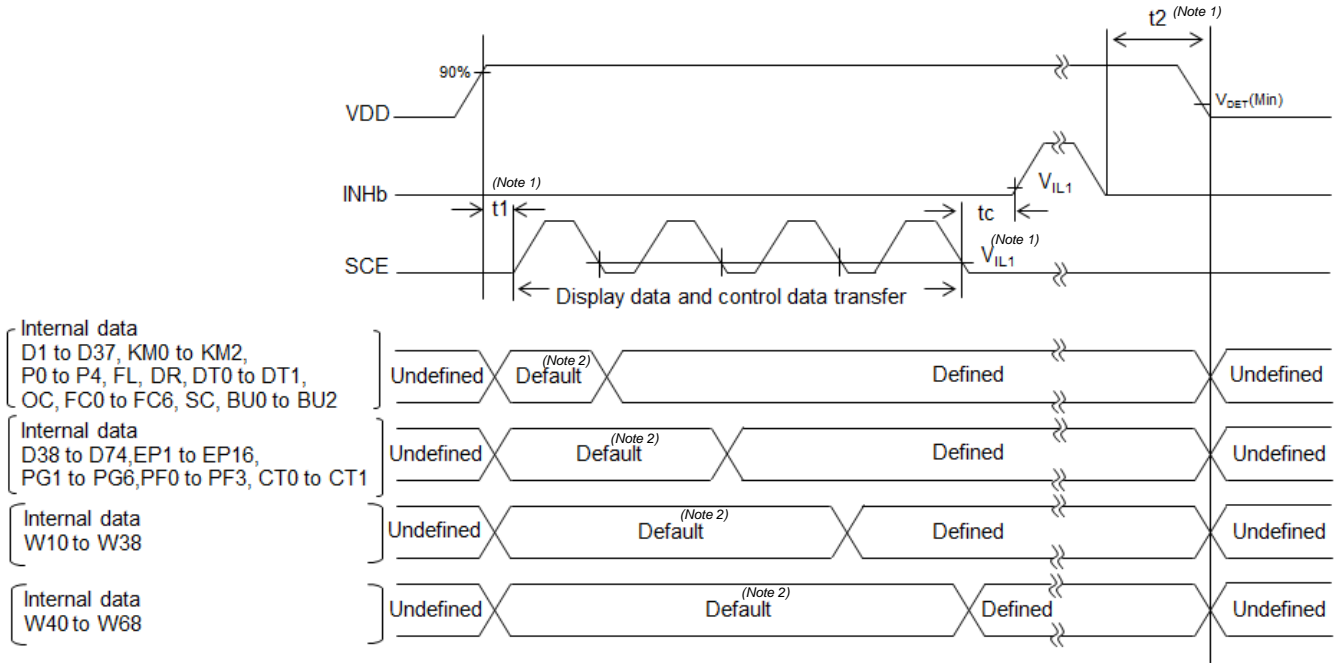 t2 (Note 1)
90%
VDD
VDET(Min)
INHb
(Note 1)
t1
VIL1
tc
(Note 1)
VIL1
SCE
Display data and control data transfer
Internal data
D1 to D37, KM0 to KM2,
P0 to P4, FL, DR, DT0 to DT1,
OC, FC0 to FC6, SC, BU0 to BU2
Undefined
Default (Note 2)
Defined
Undefined
Internal data
D38 to D74,EP1 to EP16,
PG1 to PG6,PF0 to PF3, CT0 to CT1
Undefined
Default (Note 2)
Defined
Undefined
Internal data
W10 to W38
Undefined
Default (Note 2)
Defined
Undefined
Internal data
W40 to W68
Undefined
Default (Note 2)
Defined
Undefined